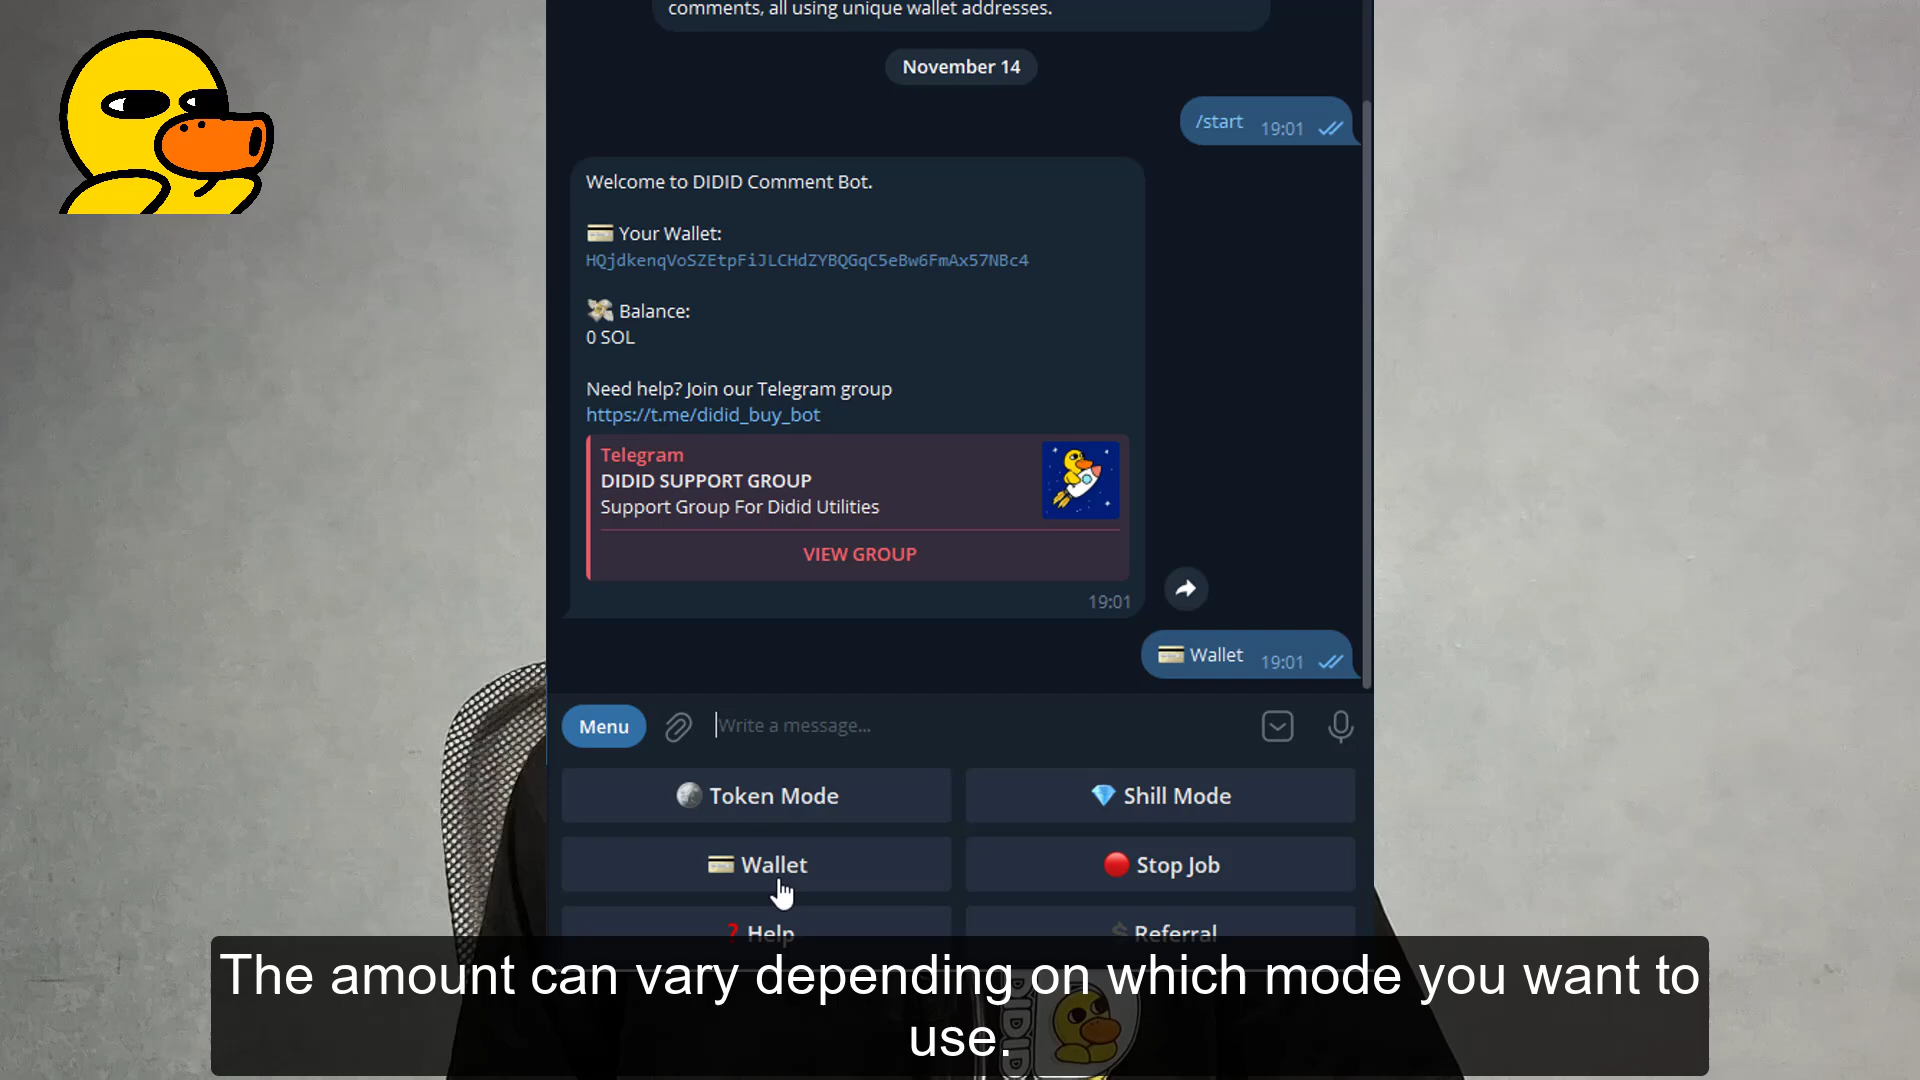 comments, all using unique wallet addresses.
November 14
/start 19:01
Welcome to DIDID Comment Bot.
Your Wallet:
HQjdkenqVoSZEtpFiJLCHdZYBQGqC5eBw6FmAx57NBc4
Balance:
0 SOL
Need help? Join our Telegram group
https://t.me/didid_buy_bot
Telegram
DIDID SUPPORT GROUP
Support Group For Didid Utilities
VIEW GROUP
19:01
Wallet 19:01
Menu
Write a message...
Token Mode
Shill Mode
Wallet
Stop Job
Help
Referral
The amount can vary depending on which mode you want to
use.
DIDID